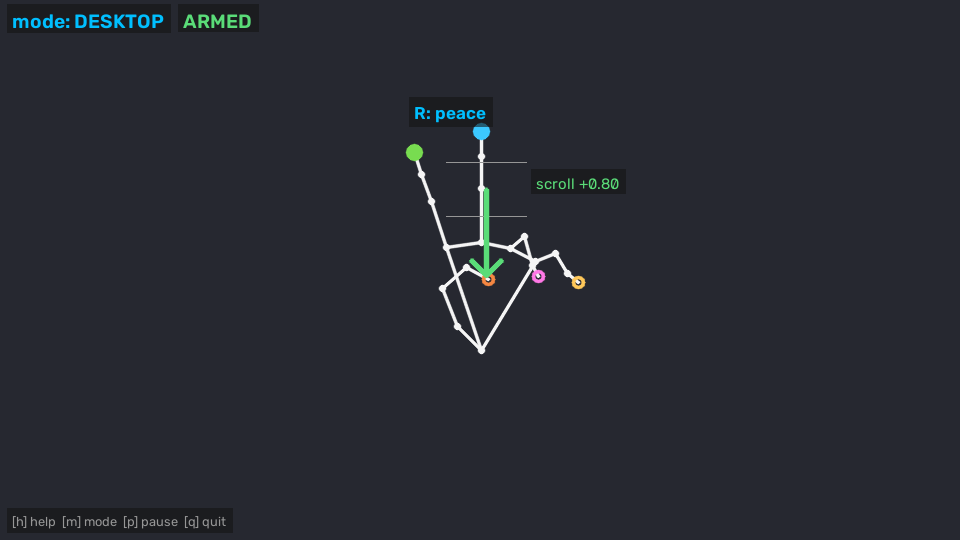 mode: DESKTOP ARMED
R: peace
scroll +0.80
[h] help [m] mode [p] pause [q] quit